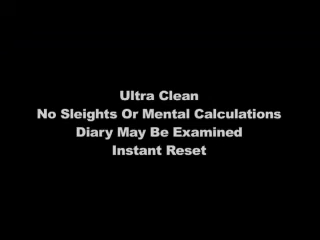 Ultra Clean
No Sleights Or Mental Calculations
Diary May Be Examined
Instant Reset